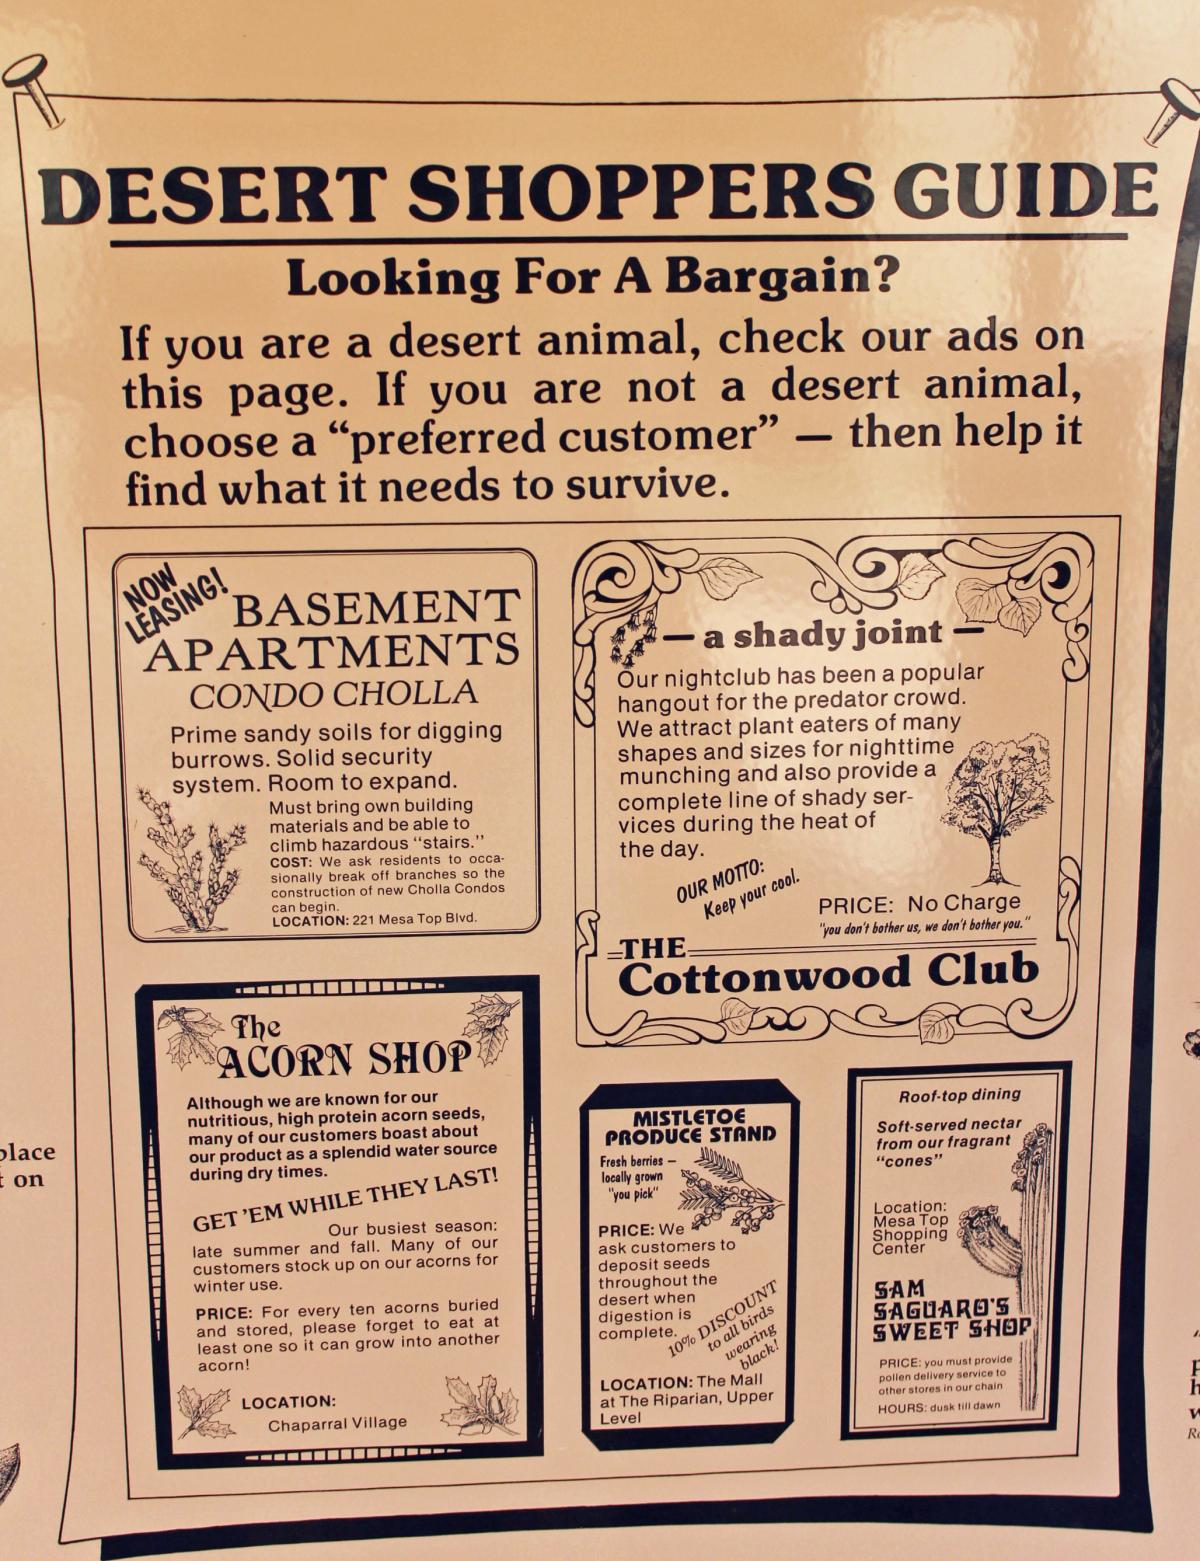 DESERT SHOPPERS GUIDE
Looking For A Bargain?
If you are a desert animal, check our ads on
this page. If you are not a desert animal,
choose a “preferred customer” — then help it
find what it needs to survive.
NOW
LEASING!
BASEMENT
APARTMENTS
CONDO CHOLLA
Prime sandy soils for digging
burrows. Solid security
system. Room to expand.
Must bring own building
materials and be able to
climb hazardous “stairs.”
COST: We ask residents to occa-
sionally break off branches so the
construction of new Cholla Condos
can begin.
LOCATION: 221 Mesa Top Blvd.
— a shady joint —
Our nightclub has been a popular
hangout for the predator crowd.
We attract plant eaters of many
shapes and sizes for nighttime
munching and also provide a
complete line of shady ser-
vices during the heat of
the day.
OUR MOTTO:
Keep your cool.
PRICE: No Charge
"you don't bother us, we don't bother you."
THE
Cottonwood Club
The
ACORN SHOP
Although we are known for our
nutritious, high protein acorn seeds,
many of our customers boast about
our product as a splendid water source
during dry times.
GET 'EM WHILE THEY LAST!
Our busiest season:
late summer and fall. Many of our
customers stock up on our acorns for
winter use.
PRICE: For every ten acorns buried
and stored, please forget to eat at
least one so it can grow into another
acorn!
LOCATION:
Chaparral Village
MISTLETOE
PRODUCE STAND
Fresh berries —
locally grown
"you pick"
PRICE: We
ask customers to
deposit seeds
throughout the
desert when
digestion is
complete.
10% DISCOUNT
to all birds
wearing
black!
LOCATION: The Mall
at The Riparian, Upper
Level
Roof-top dining
Soft-served nectar
from our fragrant
“cones”
Location:
Mesa Top
Shopping
Center
SAM
SAGUARO'S
SWEET SHOP
PRICE: you must provide
pollen delivery service to
other stores in our chain
HOURS: dusk till dawn
place
on